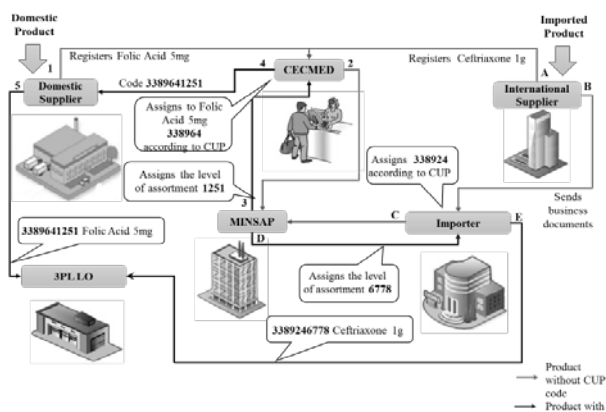 Domestic
Product
Imported
Product
1
Registers Folic Acid 5mg
Registers Ceftriaxone 1g
4
CECMED
2
A
5
Domestic
Supplier
Code 3389641251
International
Supplier
B
Assigns to Folic
Acid 5mg
338964
according to CUP
Assigns the level
of assortment 1251
Assigns 338924
according to CUP
3
Sends
business
documents
MINSAP
C
Importer
E
D
3389641251 Folic Acid 5mg
3PL LO
Assigns the level
of assortment 6778
3389246778 Ceftriaxone 1g
Product
without CUP
code
Product with